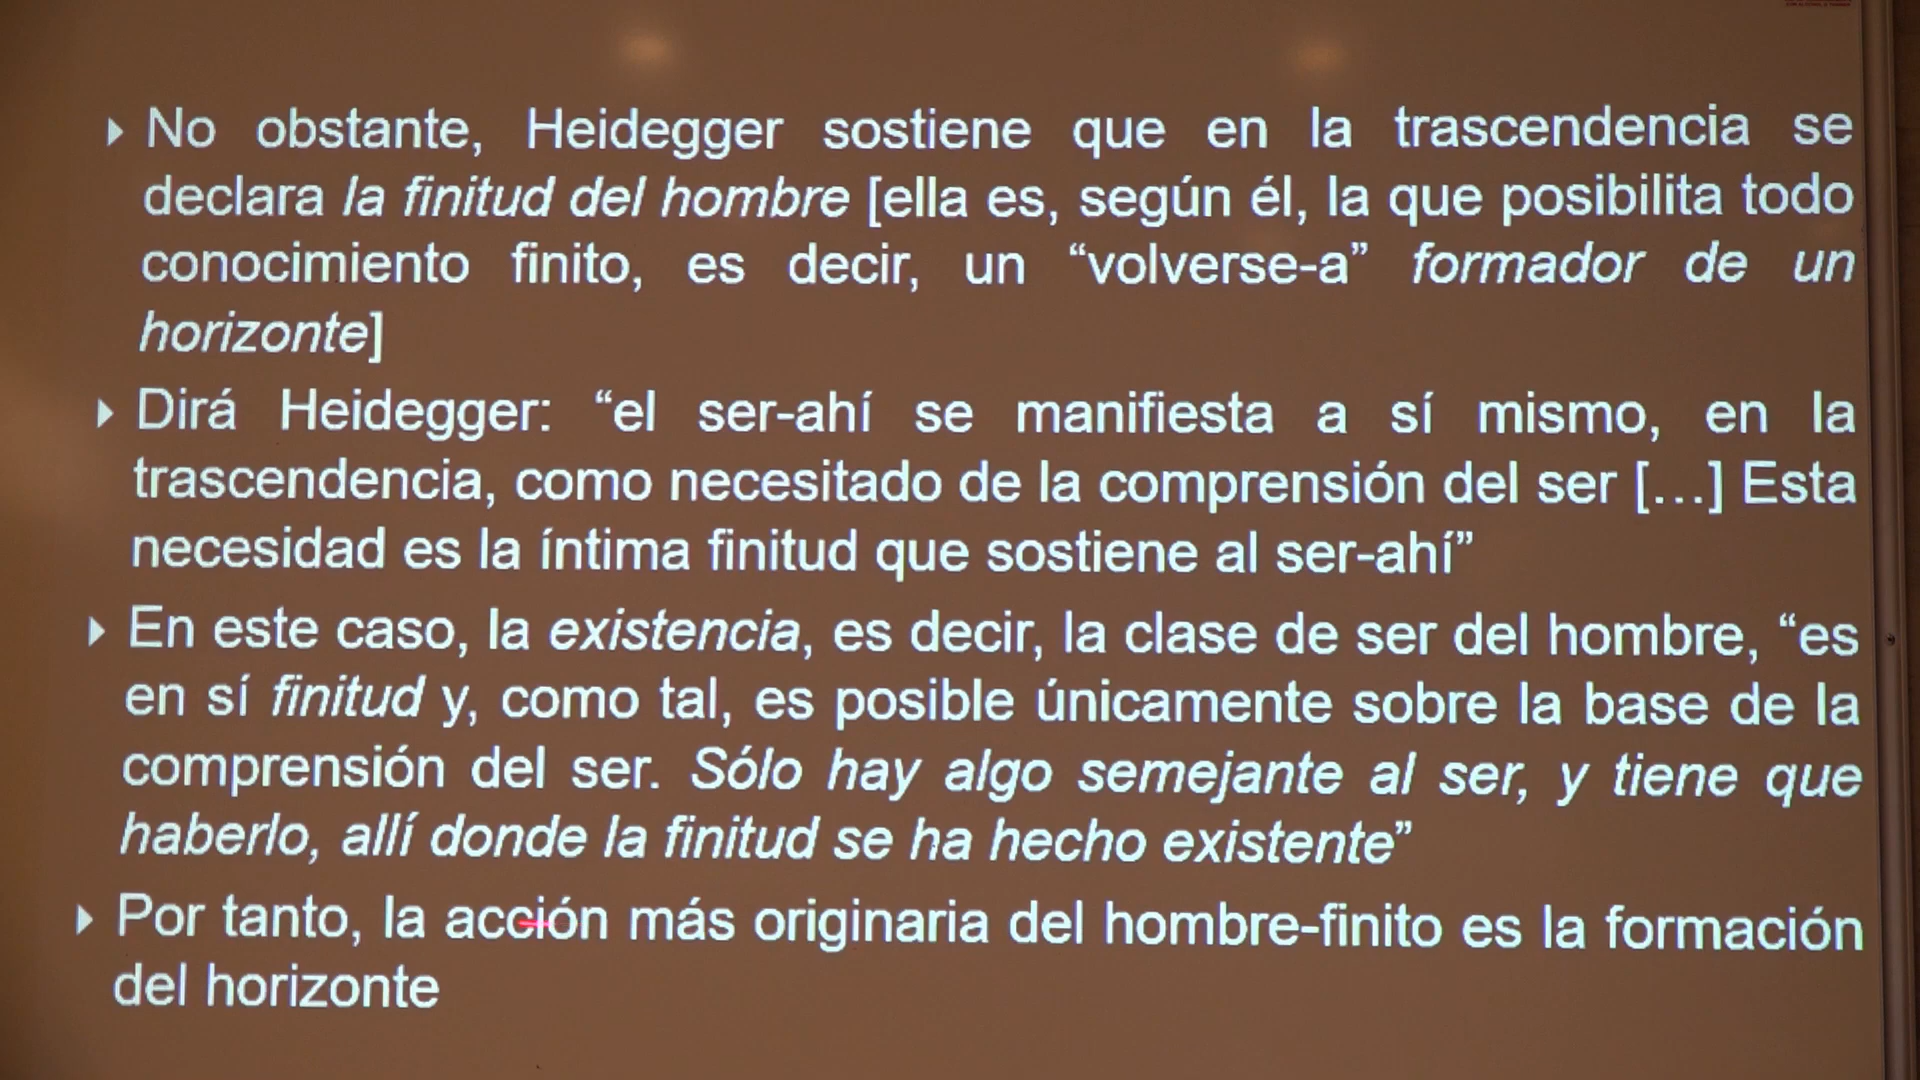 No obstante, Heidegger sostiene que en la trascendencia se
declara la finitud del hombre [ella es, según él, la que posibilita todo
conocimiento finito, es decir, un “volverse-a” formador de un
horizonte]
Dirá Heidegger: “el ser-ahí se manifiesta a sí mismo, en la
trascendencia, como necesitado de la comprensión del ser […] Esta
necesidad es la íntima finitud que sostiene al ser-ahí”
En este caso, la existencia, es decir, la clase de ser del hombre, “es
en sí finitud y, como tal, es posible únicamente sobre la base de la
comprensión del ser. Sólo hay algo semejante al ser, y tiene que
haberlo, allí donde la finitud se ha hecho existente”
Por tanto, la acción más originaria del hombre-finito es la formación
del horizonte